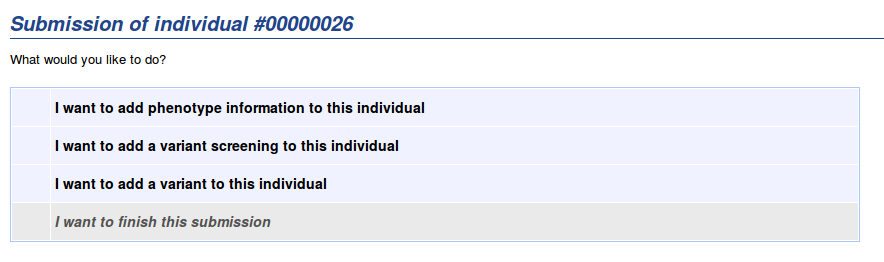 Submission of individual #00000026
What would you like to do?
I want to add phenotype information to this individual
I want to add a variant screening to this individual
I want to add a variant to this individual
I want to finish this submission